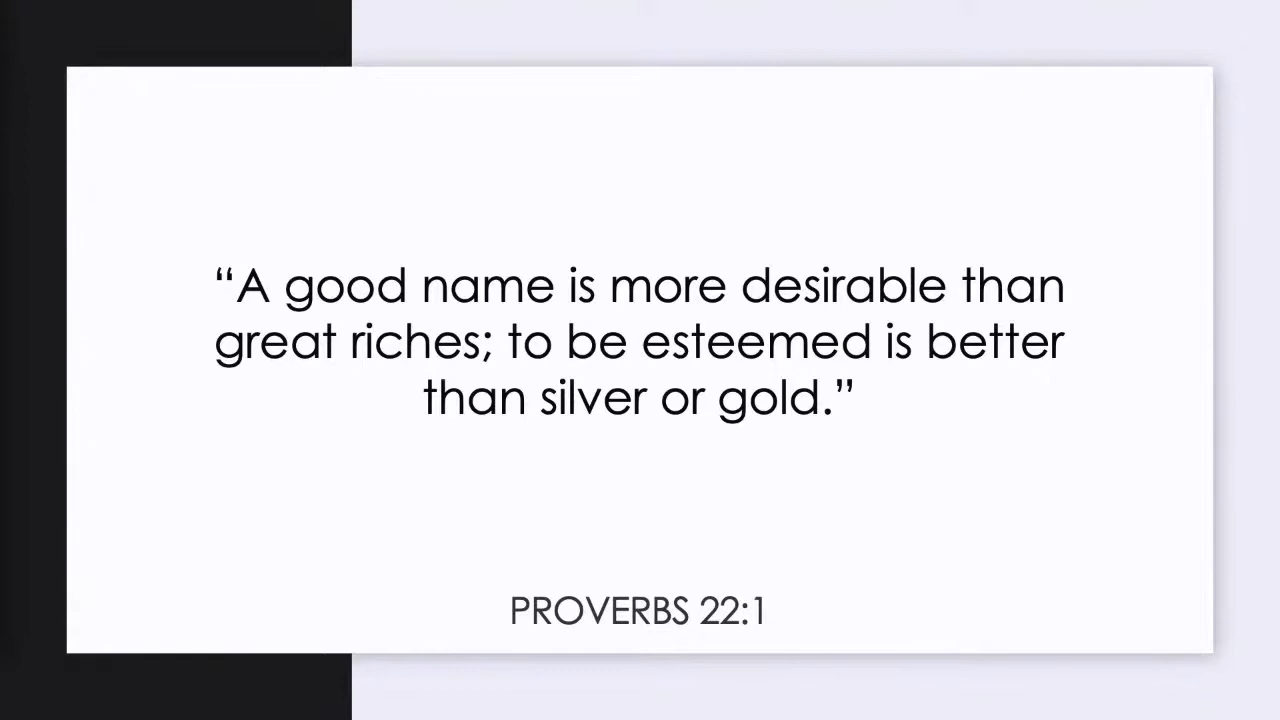 “A good name is more desirable than
great riches; to be esteemed is better
than silver or gold.”
PROVERBS 22:1